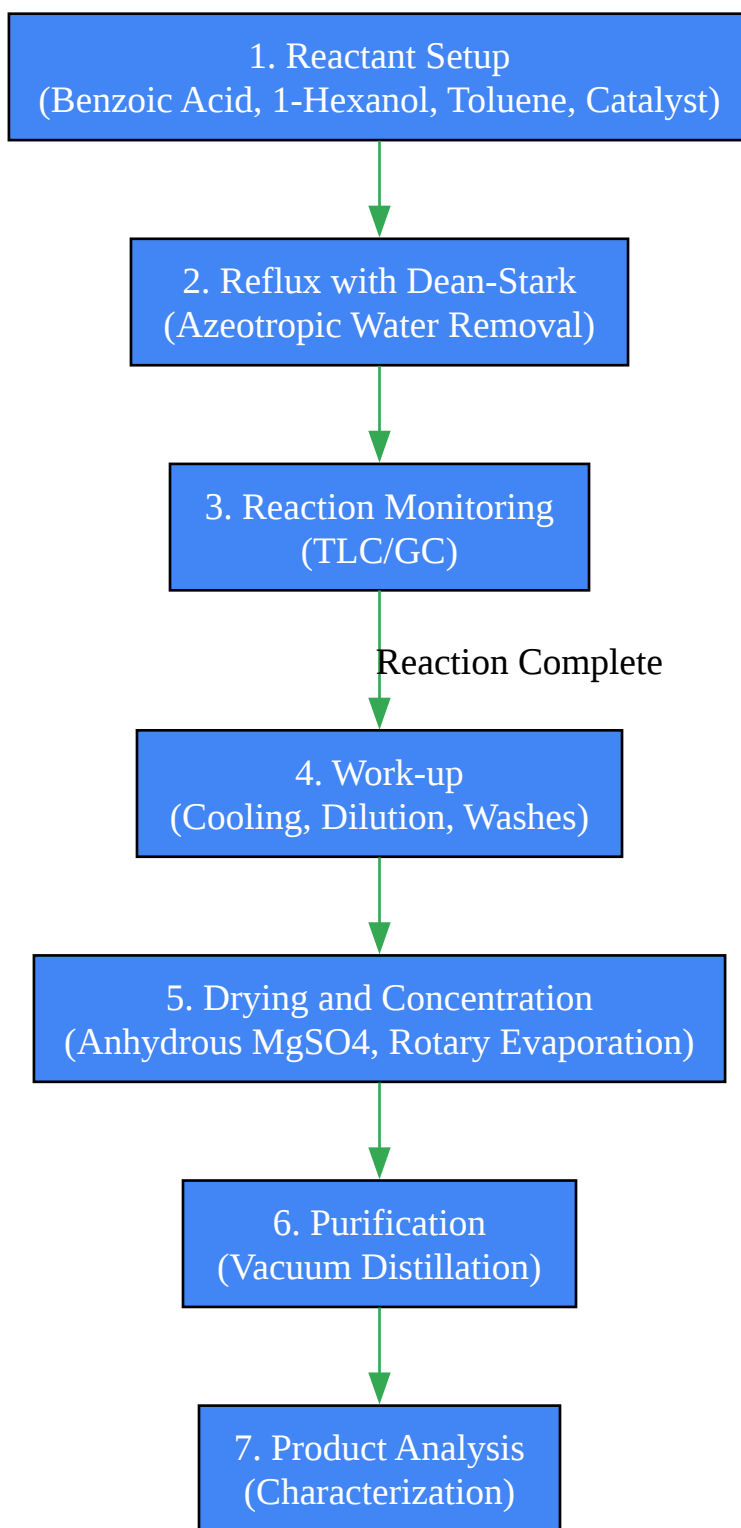 1. Reactant Setup
(Benzoic Acid, 1-Hexanol, Toluene, Catalyst)
2. Reflux with Dean-Stark
(Azeotropic Water Removal)
3. Reaction Monitoring
(TLC/GC)
Reaction Complete
4. Work-up
(Cooling, Dilution, Washes)
5. Drying and Concentration
(Anhydrous MgSO4, Rotary Evaporation)
6. Purification
(Vacuum Distillation)
7. Product Analysis
(Characterization)